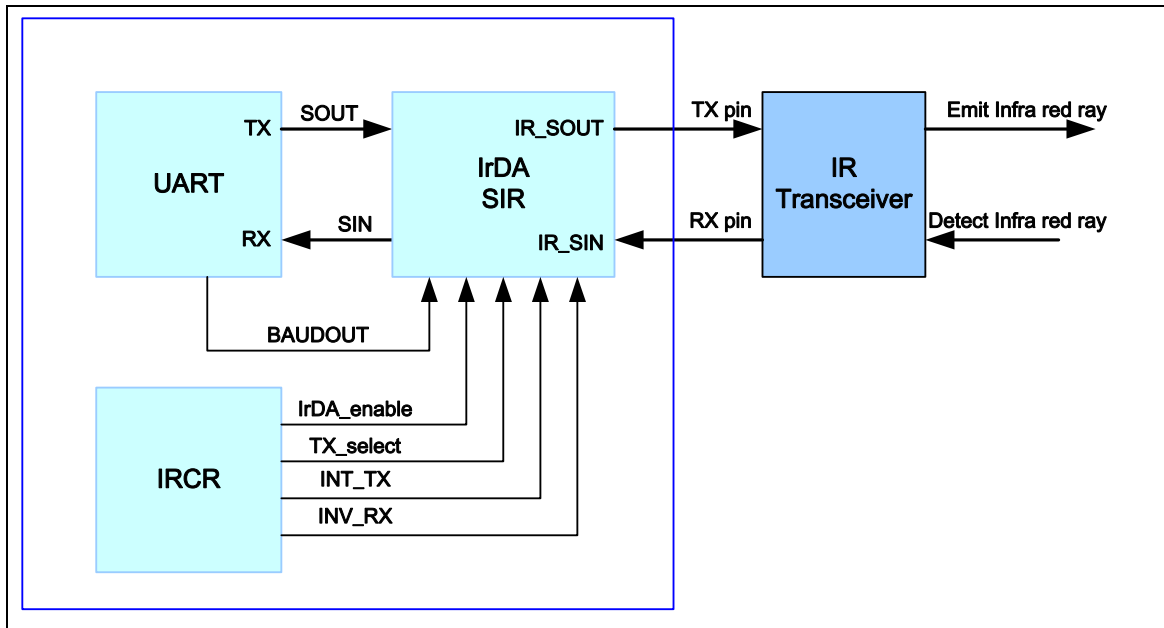 SOUT
TX pin
Emit Infra red ray
TX
IR_SOUT
UART
IrDA
SIR
IR
Transceiver
SIN
RX pin
Detect Infra red ray
RX
IR_SIN
BAUDOUT
IrDA_enable
TX_select
IRCR
INT_TX
INV_RX